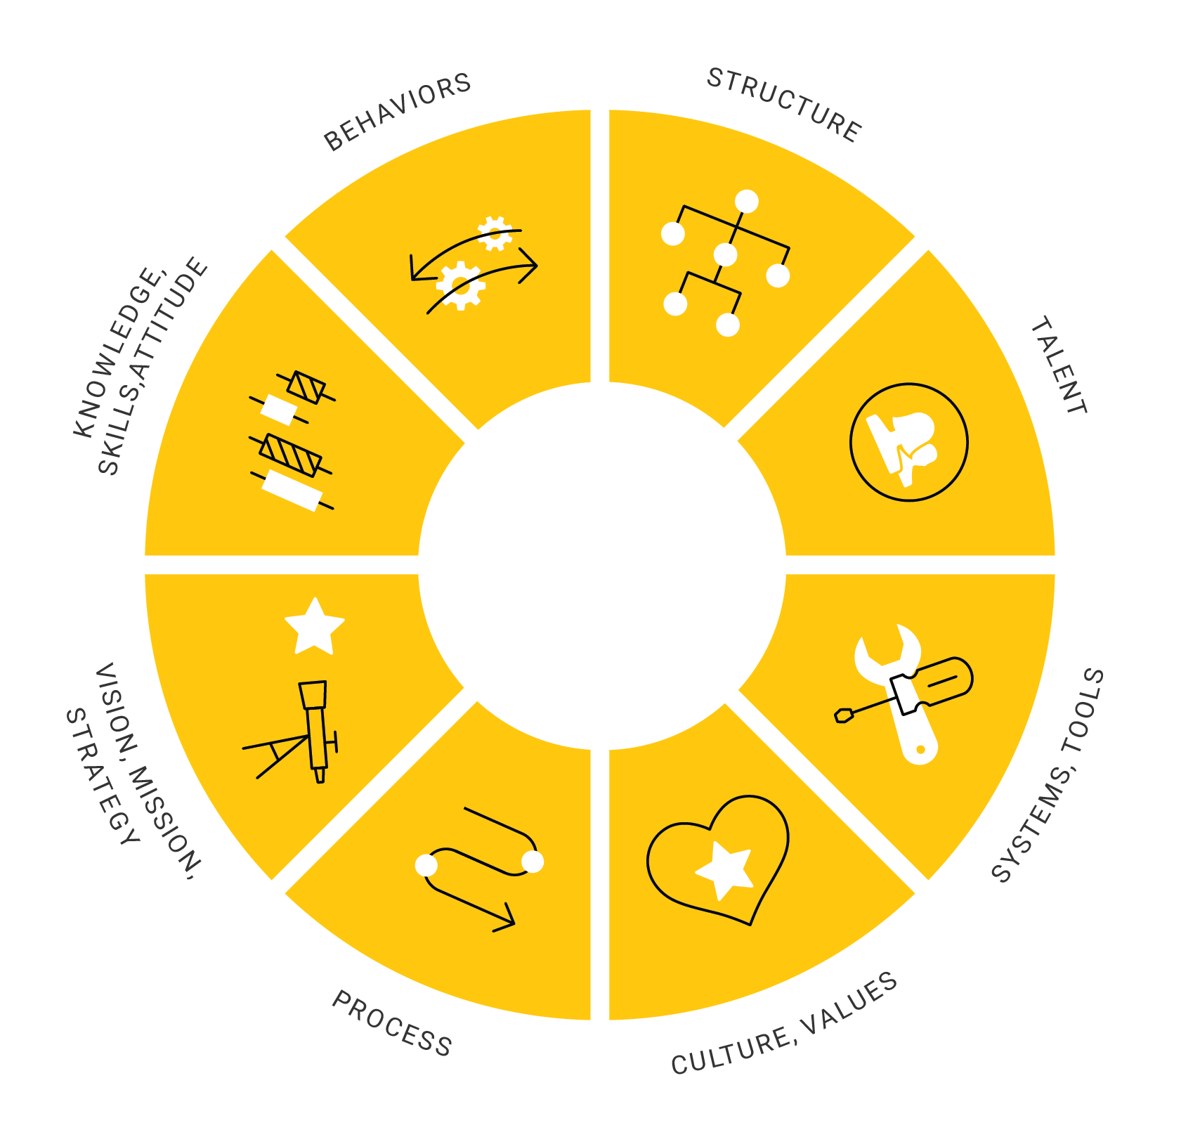 BEHAVIORS
STRUCTURE
TALENT
SYSTEMS, TOOLS
CULTURE, VALUES
PROCESS
VISION, MISSION,
STRATEGY
KNOWLEDGE,
SKILLS,ATTITUDE